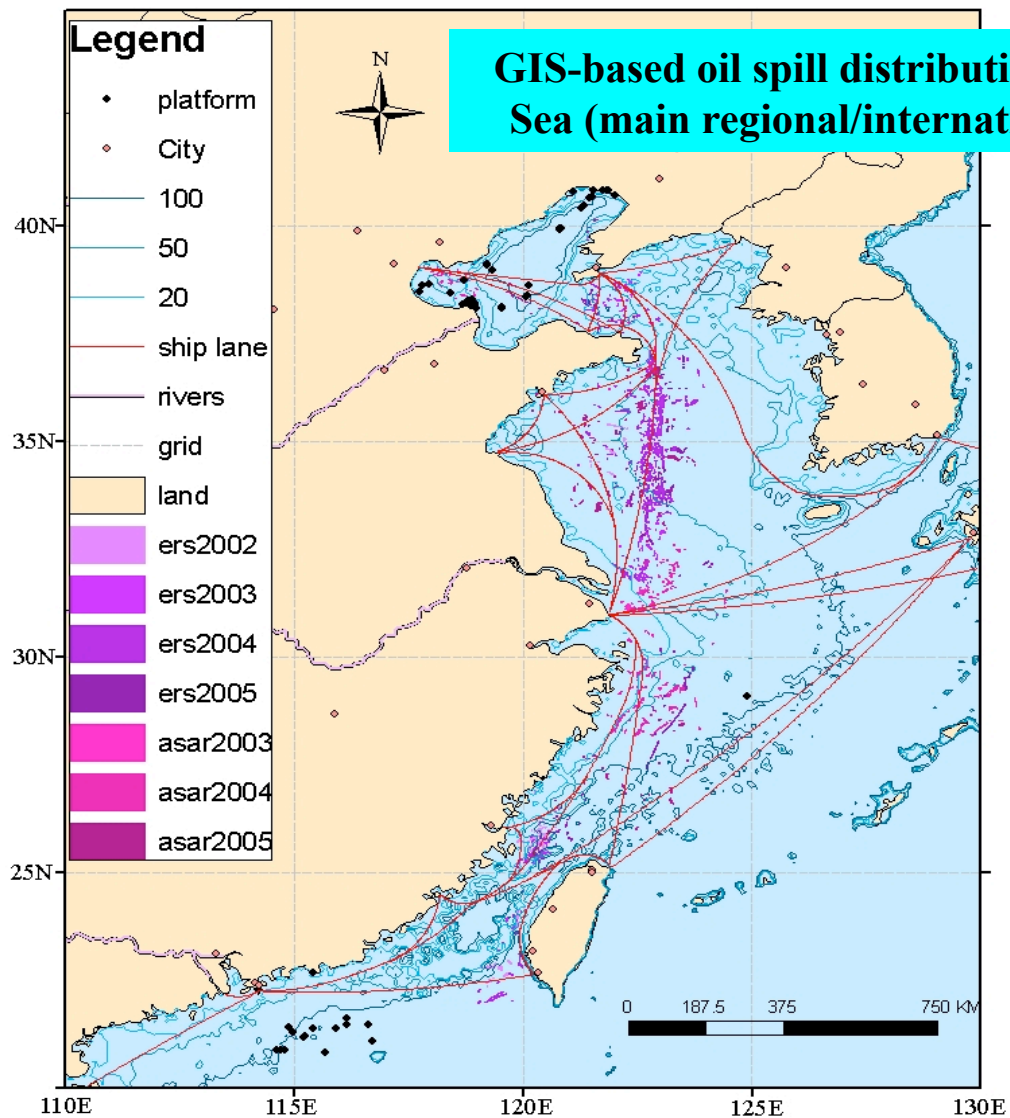 Legend
platform
City
100
50
20
ship lane
rivers
grid
land
ers2002
ers2003
ers2004
ers2005
asar2003
asar2004
asar2005
N
GIS-based oil spill distributi
Sea (main regional/internat
40N
35N
30N
25N
110E
115E
120E
125E
130E
0 187.5 375 750 KM